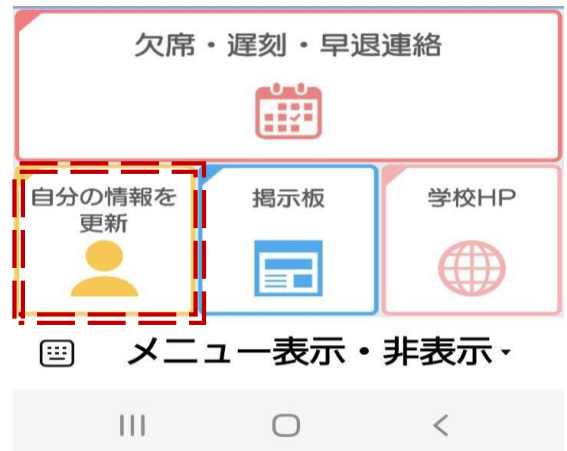 欠席・遅刻・早退連絡
自分の情報を
更新
掲示板
学校HP
メニュー表示・非表示